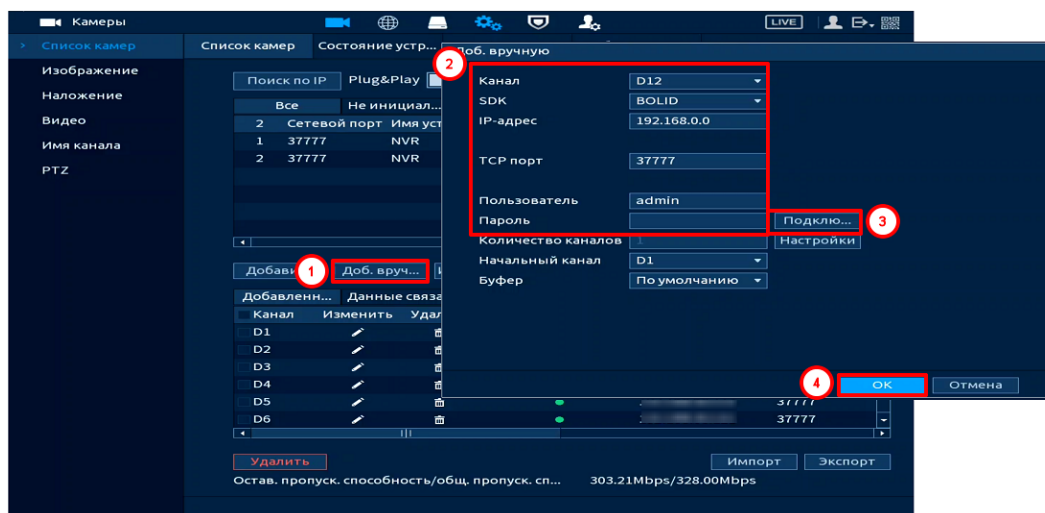 Камеры
LIVE
Список камер
Изображение
Наложение
Видео
Имя канала
PTZ
Список камер Состояние устр...
Поиск по IP Plug&Play
Все Не инициал...
2 Сетевой порт Имя уст
1 37777 NVR
2 37777 NVR
1
Доб. вруч...
Добавленн... Данные связа
Канал Изменить
D1
D2
D3
D4
D5 37777
D6 37777
Удалить Импорт Экспорт
Остав. пропуск. способность/общ. пропуск. сп... 303.21Mbps/328.00Mbps
Доб. вручную
2
Канал D12
SDK BOLID
IP-адрес 192.168.0.0
TCP порт 37777
Пользователь admin
Пароль Подклю... 3
Количество каналов 1 Настройки
Начальный канал D1
Буфер По умолчанию
4 OK Отмена